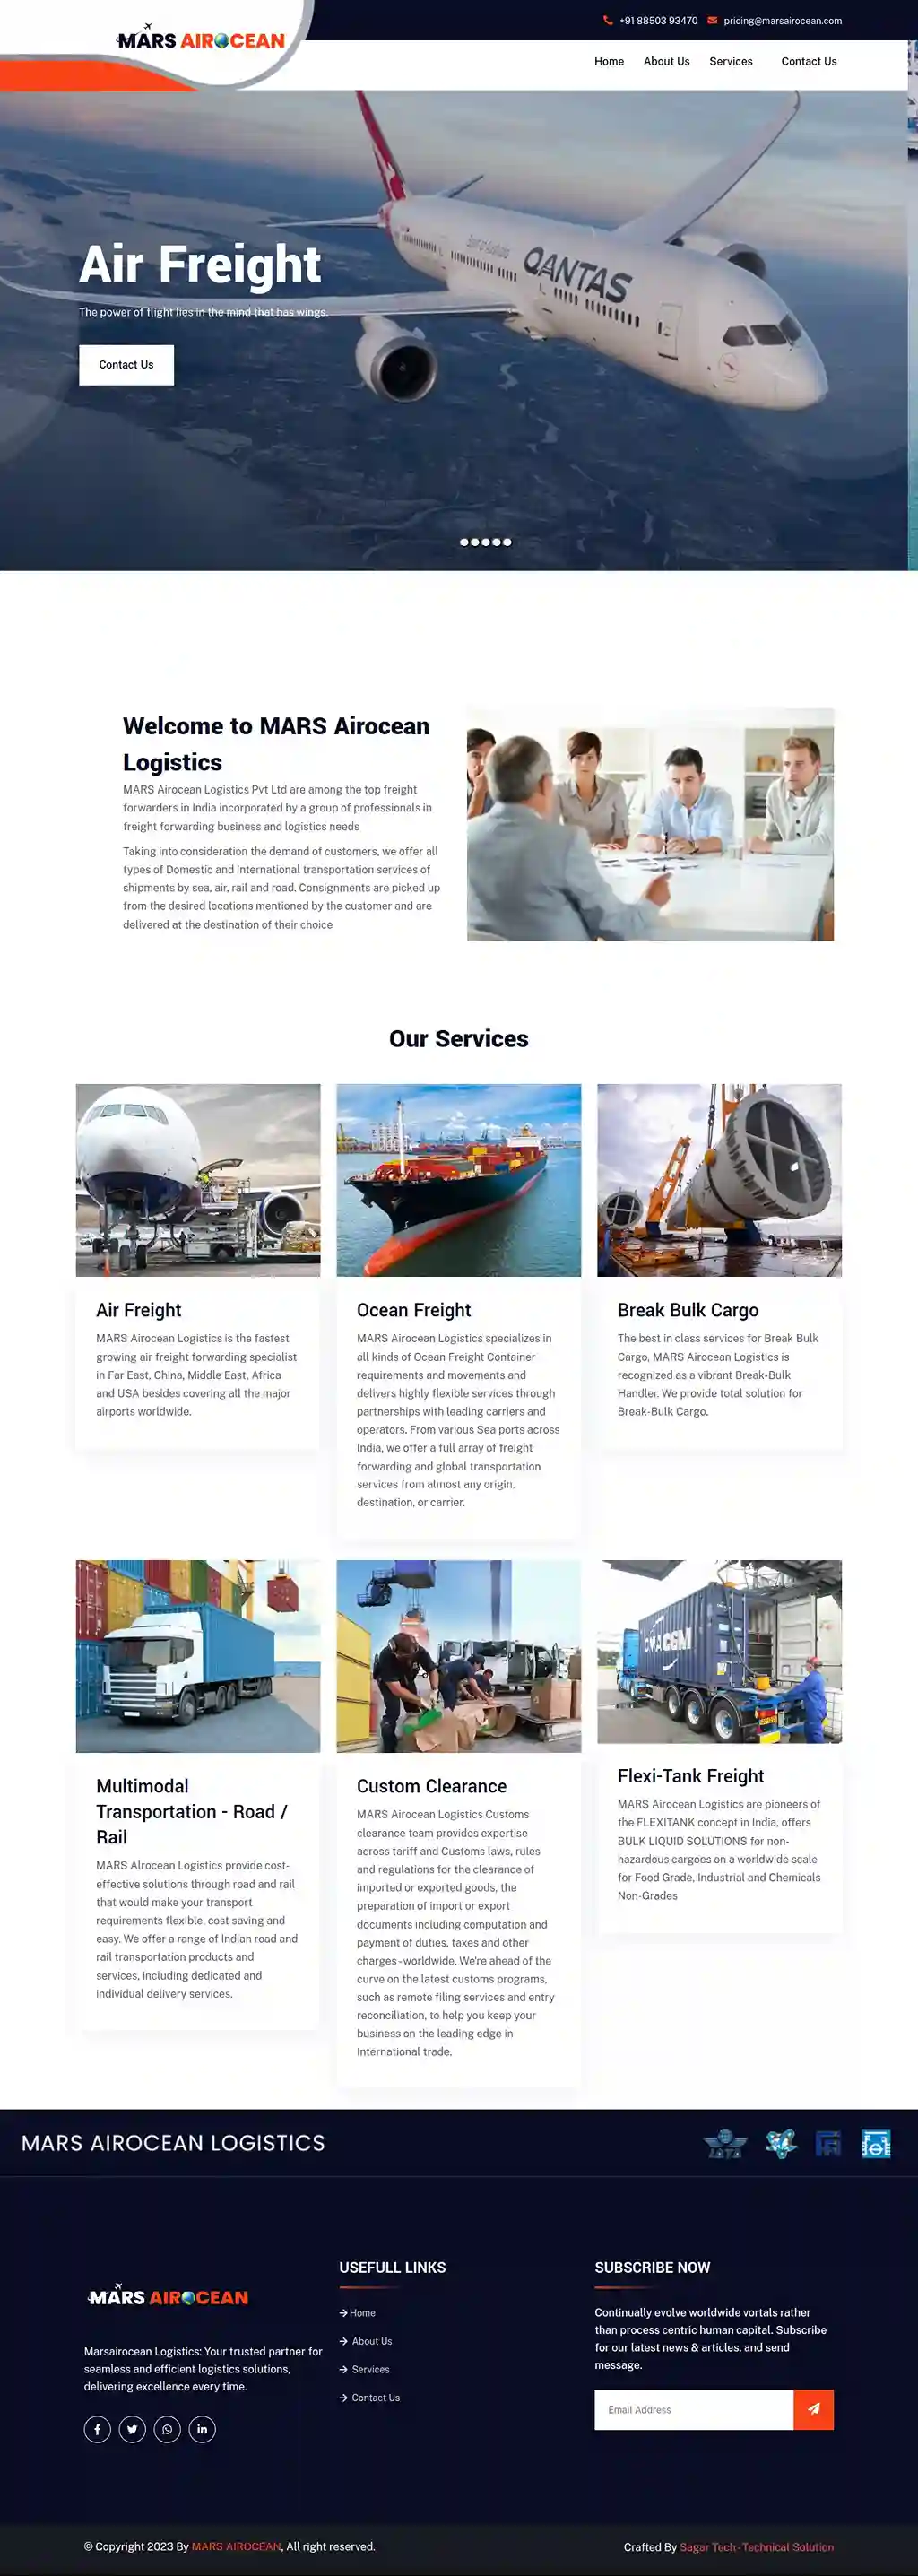 +91 88503 93470 pricing@marsairocean.com
MARS AIROCEAN
Home About Us Services Contact Us
QANTAS
Air Freight
The power of flight lies in the mind that has wings.
Contact Us
Welcome to MARS Airocean
Logistics
MARS Airocean Logistics Pvt Ltd are among the top freight
forwarders in India incorporated by a group of professionals in
freight forwarding business and logistics needs
Taking into consideration the demand of customers, we offer all
types of Domestic and International transportation services of
shipments by sea, air, rail and road. Consignments are picked up
from the desired locations mentioned by the customer and are
delivered at the destination of their choice
Our Services
Air Freight
MARS Airocean Logistics is the fastest
growing air freight forwarding specialist
in Far East, China, Middle East, Africa
and USA besides covering all the major
airports worldwide.
Ocean Freight
MARS Airocean Logistics specializes in
all kinds of Ocean Freight Container
requirements and movements and
delivers highly flexible services through
partnerships with leading carriers and
operators. From various Sea ports across
India, we offer a full array of freight
forwarding and global transportation
services from almost any origin,
destination, or carrier.
Break Bulk Cargo
The best in class services for Break Bulk
Cargo, MARS Airocean Logistics is
recognized as a vibrant Break-Bulk
Handler. We provide total solution for
Break-Bulk Cargo.
CMA CGM
Multimodal
Transportation - Road /
Rail
MARS AIrocean Logistics provide cost-
effective solutions through road and rail
that would make your transport
requirements flexible, cost saving and
easy. We offer a range of Indian road and
rail transportation products and
services, including dedicated and
individual delivery services.
Custom Clearance
MARS Airocean Logistics Customs
clearance team provides expertise
across tariff and Customs laws, rules
and regulations for the clearance of
imported or exported goods, the
preparation of import or export
documents including computation and
payment of duties, taxes and other
charges-worldwide. We're ahead of the
curve on the latest customs programs,
such as remote filing services and entry
reconciliation, to help you keep your
business on the leading edge in
International trade.
Flexi-Tank Freight
MARS Airocean Logistics are pioneers of
the FLEXITANK concept in India, offers
BULK LIQUID SOLUTIONS for non-
hazardous cargoes on a worldwide scale
for Food Grade, Industrial and Chemicals
Non-Grades
MARS AIROCEAN LOGISTICS
IATA
MARS AIROCEAN
Marsairocean Logistics: Your trusted partner for
seamless and efficient logistics solutions,
delivering excellence every time.
USEFULL LINKS
Home
About Us
Services
Contact Us
SUBSCRIBE NOW
Continually evolve worldwide vortals rather
than process centric human capital. Subscribe
for our latest news & articles, and send
message.
Email Address
© Copyright 2023 By MARS AIROCEAN, All right reserved.
Crafted By Sagar Tech-Technical Solution